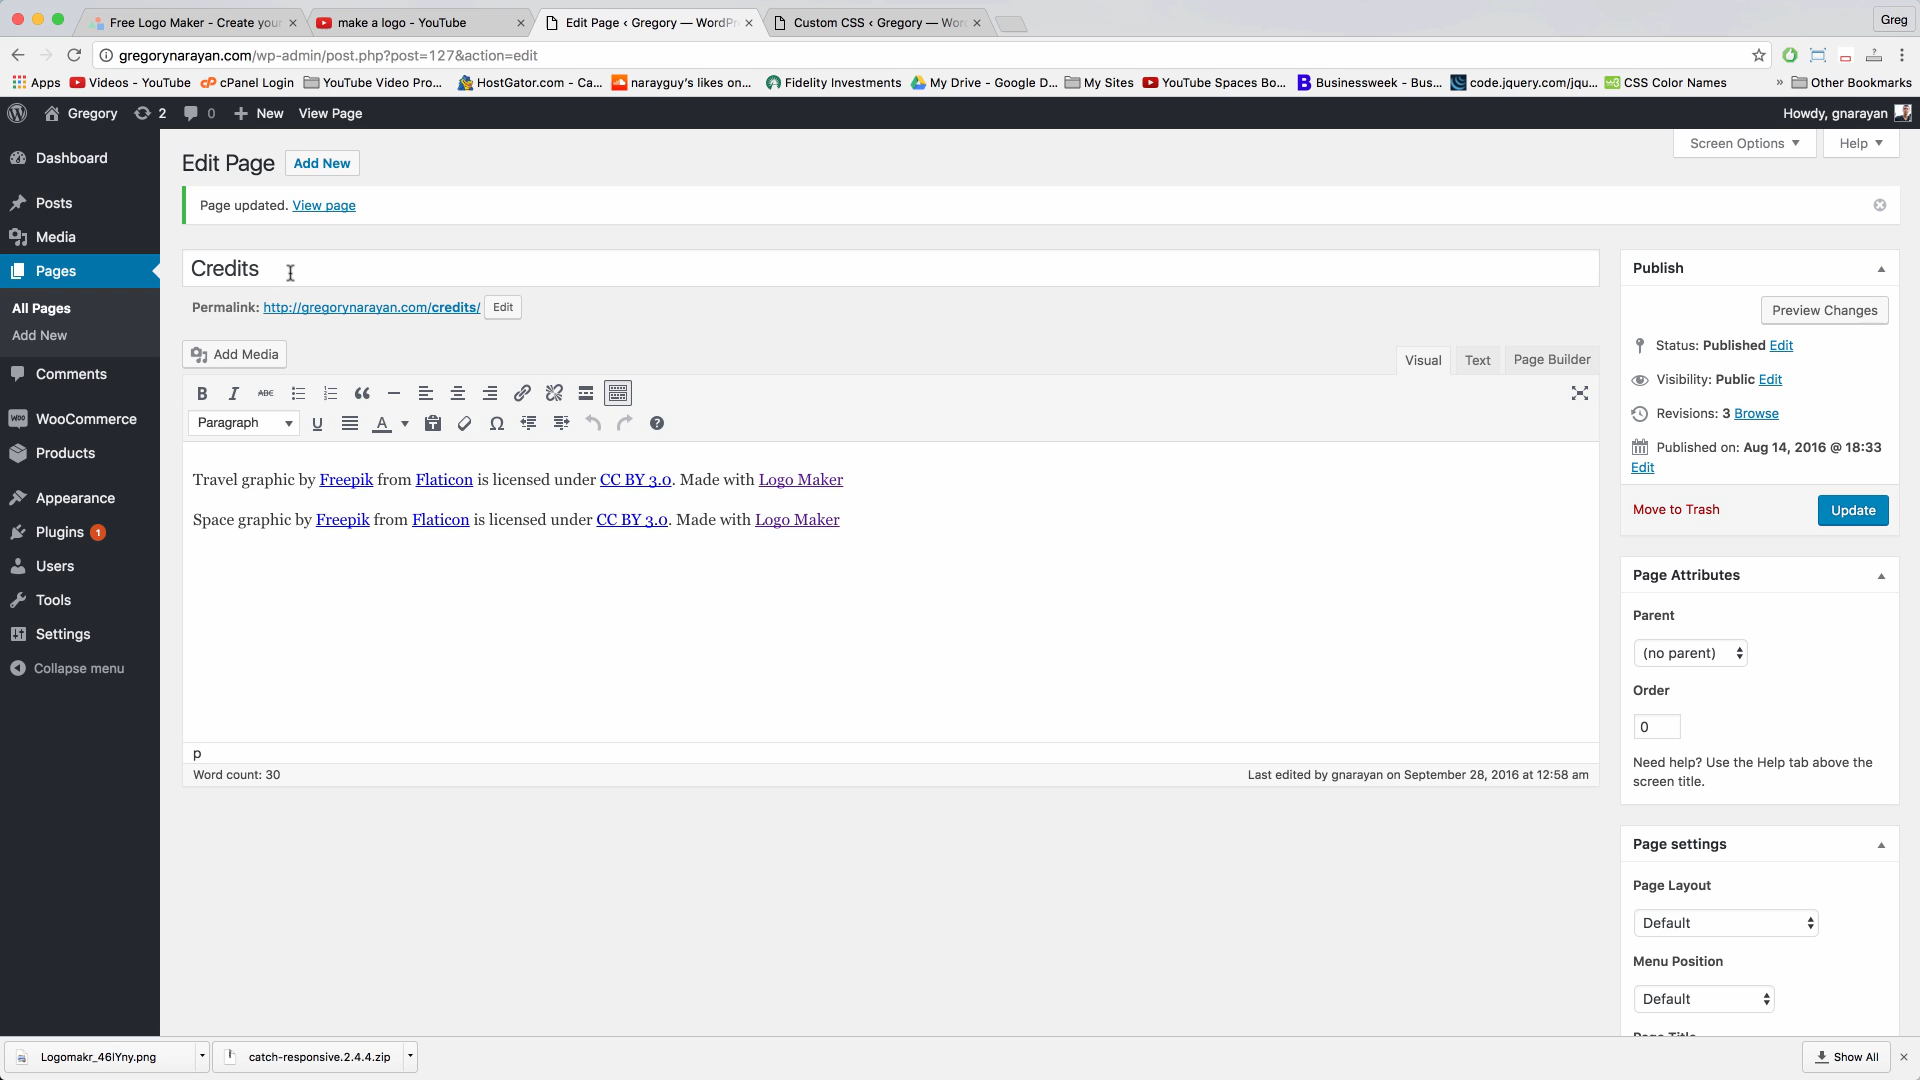 Free Logo Maker - Create your
make a logo - YouTube
Edit Page ‹ Gregory — WordPr
Custom CSS ‹ Gregory — Wor
Greg
gregorynarayan.com/wp-admin/post.php?post=127&action=edit
Apps
Videos - YouTube
cPanel Login
YouTube Video Pro...
HostGator.com - Ca...
narayguy's likes on...
Fidelity Investments
My Drive - Google D...
My Sites
YouTube Spaces Bo...
Businessweek - Bus...
code.jquery.com/jqu...
CSS Color Names
»
Other Bookmarks
Gregory
2
0
New
View Page
Howdy, gnarayan
Dashboard
Posts
Media
Pages
All Pages
Add New
Comments
WooCommerce
Products
Appearance
Plugins 1
Users
Tools
Settings
Collapse menu
Screen Options
Help
Edit Page
Add New
Page updated. View page
Credits
Permalink: http://gregorynarayan.com/credits/ Edit
Add Media
Visual
Text
Page Builder
B I ABC
Paragraph U A Ω
Travel graphic by Freepik from Flaticon is licensed under CC BY 3.0. Made with Logo Maker
Space graphic by Freepik from Flaticon is licensed under CC BY 3.0. Made with Logo Maker
p
Word count: 30
Last edited by gnarayan on September 28, 2016 at 12:58 am
Publish
Preview Changes
Status: Published Edit
Visibility: Public Edit
Revisions: 3 Browse
Published on: Aug 14, 2016 @ 18:33
Edit
Move to Trash
Update
Page Attributes
Parent
(no parent)
Order
0
Need help? Use the Help tab above the
screen title.
Page settings
Page Layout
Default
Menu Position
Default
Logomakr_46lYny.png
catch-responsive.2.4.4.zip
Show All